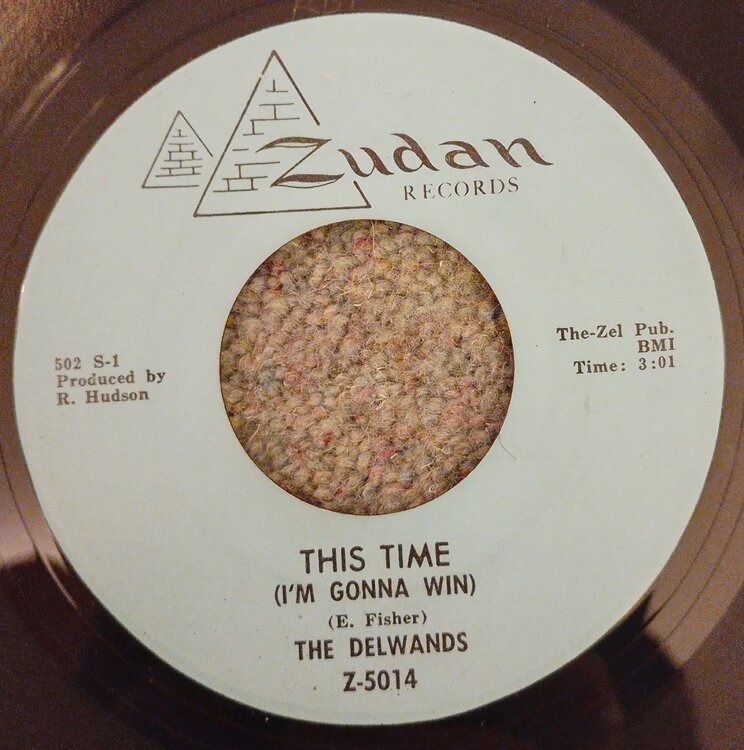 Zudan
RECORDS
502 S-1
Produced by
R. Hudson
The-Zel Pub.
BMI
Time: 3:01
THIS TIME
(I'M GONNA WIN)
(E. Fisher)
THE DELWANDS
Z-5014